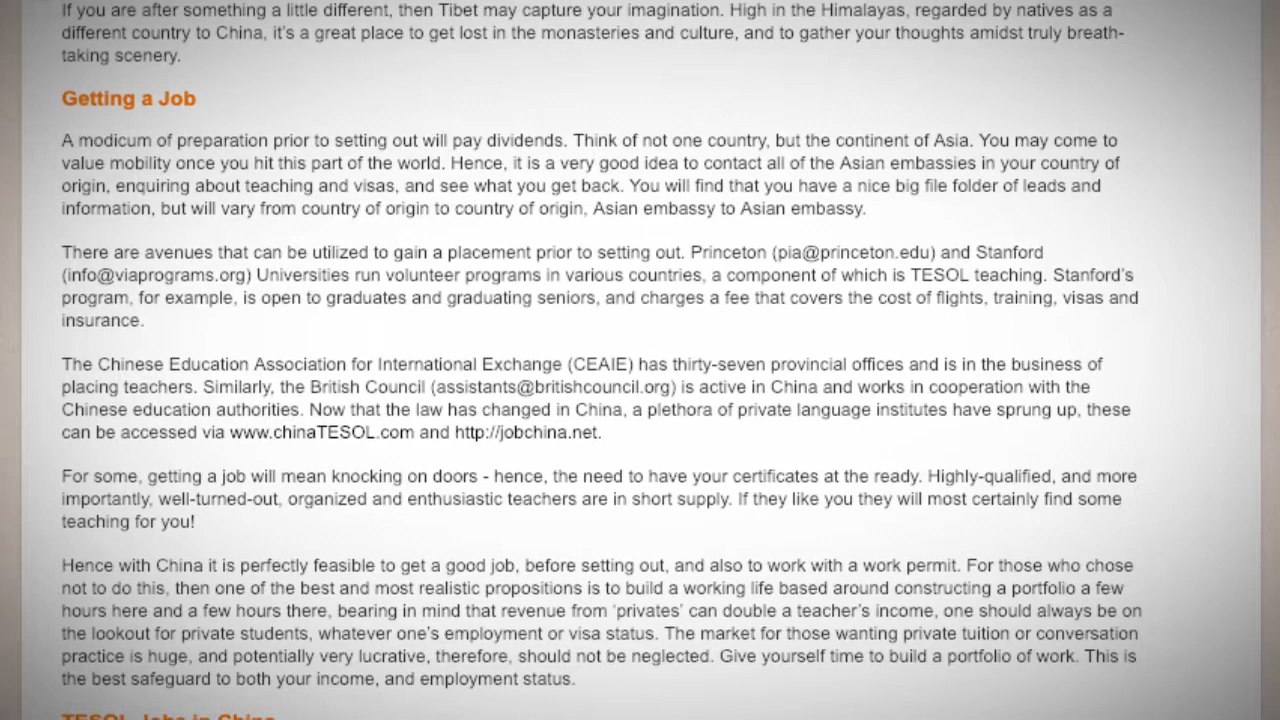 If you are after something a little different, then Tibet may capture your imagination. High in the Himalayas, regarded by natives as a
different country to China, it's a great place to get lost in the monasteries and culture, and to gather your thoughts amidst truly breath-
taking scenery.
Getting a Job
A modicum of preparation prior to setting out will pay dividends. Think of not one country, but the continent of Asia. You may come to
value mobility once you hit this part of the world. Hence, it is a very good idea to contact all of the Asian embassies in your country of
origin, enquiring about teaching and visas, and see what you get back. You will find that you have a nice big file folder of leads and
information, but will vary from country of origin to country of origin, Asian embassy to Asian embassy.
There are avenues that can be utilized to gain a placement prior to setting out. Princeton (pia@princeton.edu) and Stanford
(info@viaprograms.org) Universities run volunteer programs in various countries, a component of which is TESOL teaching. Stanford's
program, for example, is open to graduates and graduating seniors, and charges a fee that covers the cost of flights, training, visas and
insurance.
The Chinese Education Association for International Exchange (CEAIE) has thirty-seven provincial offices and is in the business of
placing teachers. Similarly, the British Council (assistants@britishcouncil.org) is active in China and works in cooperation with the
Chinese education authorities. Now that the law has changed in China, a plethora of private language institutes have sprung up, these
can be accessed via www.chinaTESOL.com and http://jobchina.net.
For some, getting a job will mean knocking on doors - hence, the need to have your certificates at the ready. Highly-qualified, and more
importantly, well-turned-out, organized and enthusiastic teachers are in short supply. If they like you they will most certainly find some
teaching for you!
Hence with China it is perfectly feasible to get a good job, before setting out, and also to work with a work permit. For those who chose
not to do this, then one of the best and most realistic propositions is to build a working life based around constructing a portfolio a few
hours here and a few hours there, bearing in mind that revenue from 'privates' can double a teacher's income, one should always be on
the lookout for private students, whatever one's employment or visa status. The market for those wanting private tuition or conversation
practice is huge, and potentially very lucrative, therefore, should not be neglected. Give yourself time to build a portfolio of work. This is
the best safeguard to both your income, and employment status.
TESOL Jobs in China